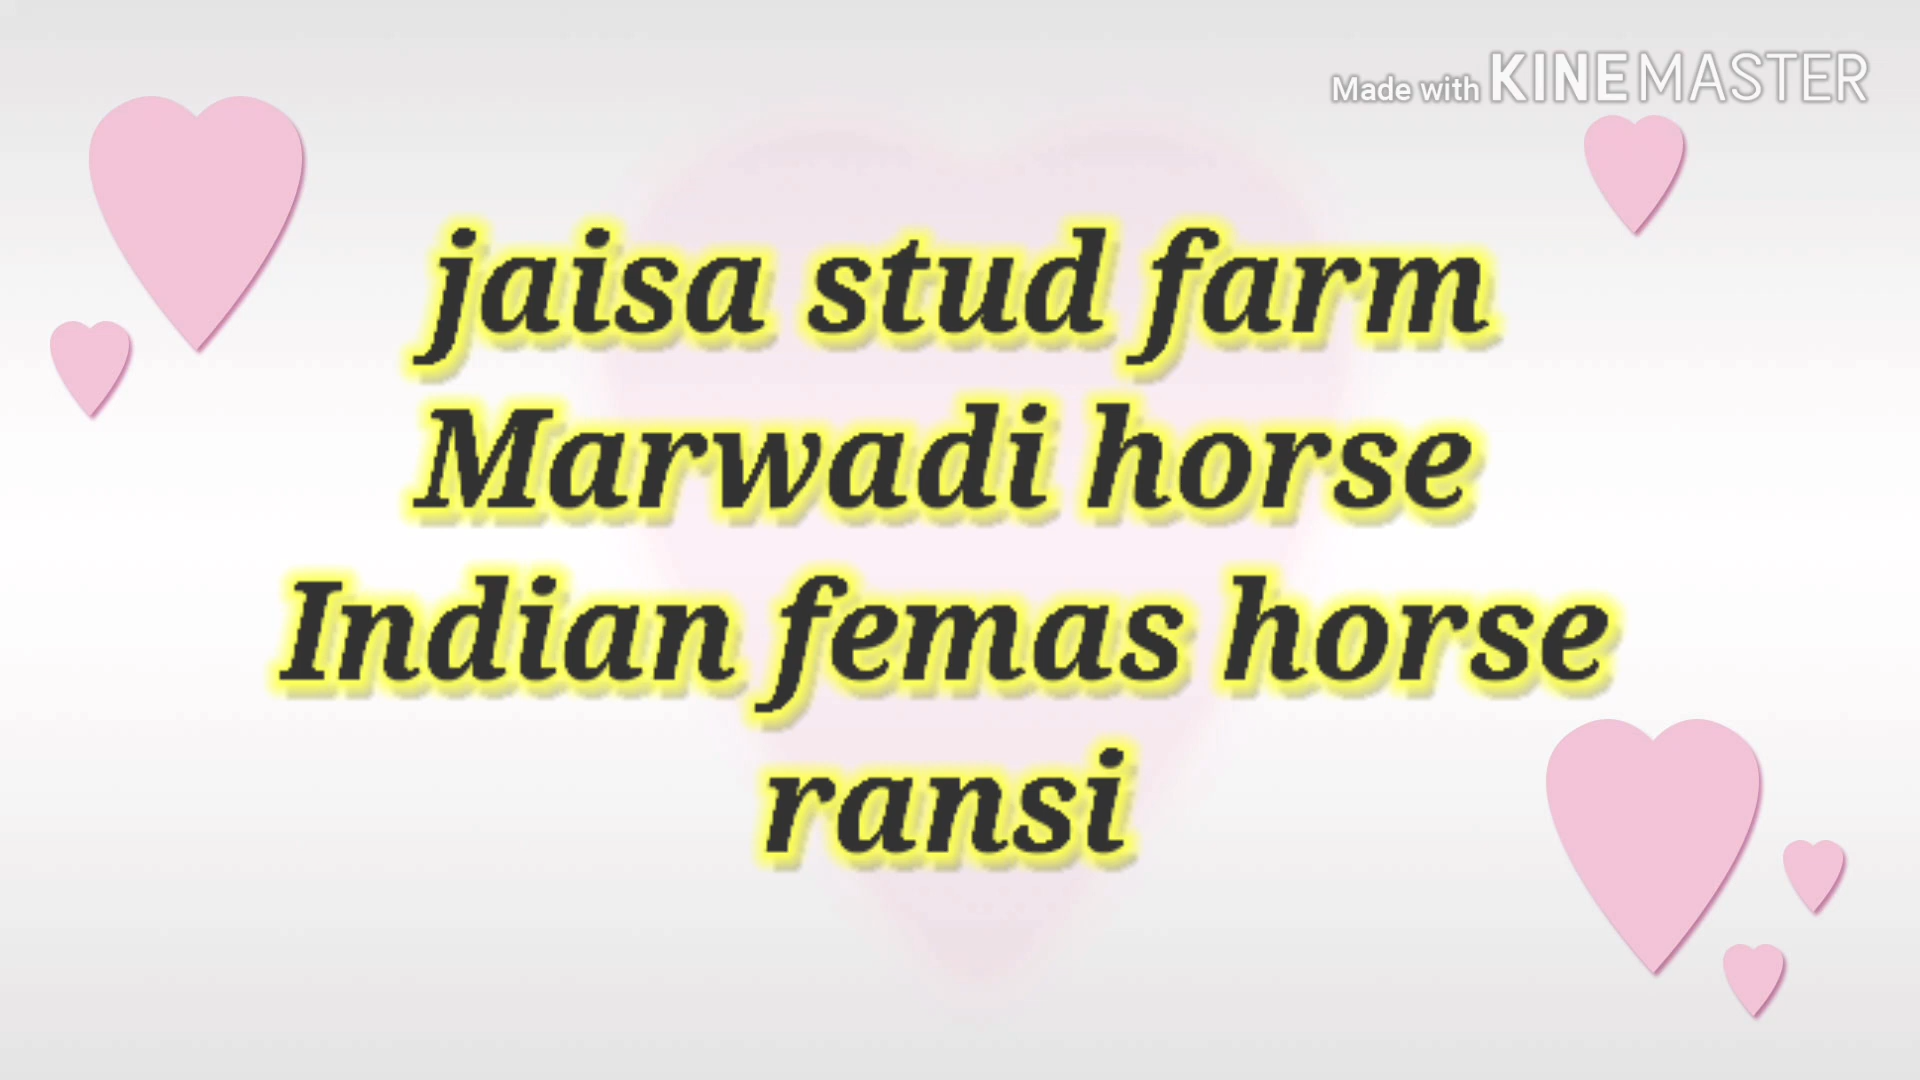 Made with KINEMASTER
jaisa stud farm
Marwadi horse
Indian femas horse
ransi